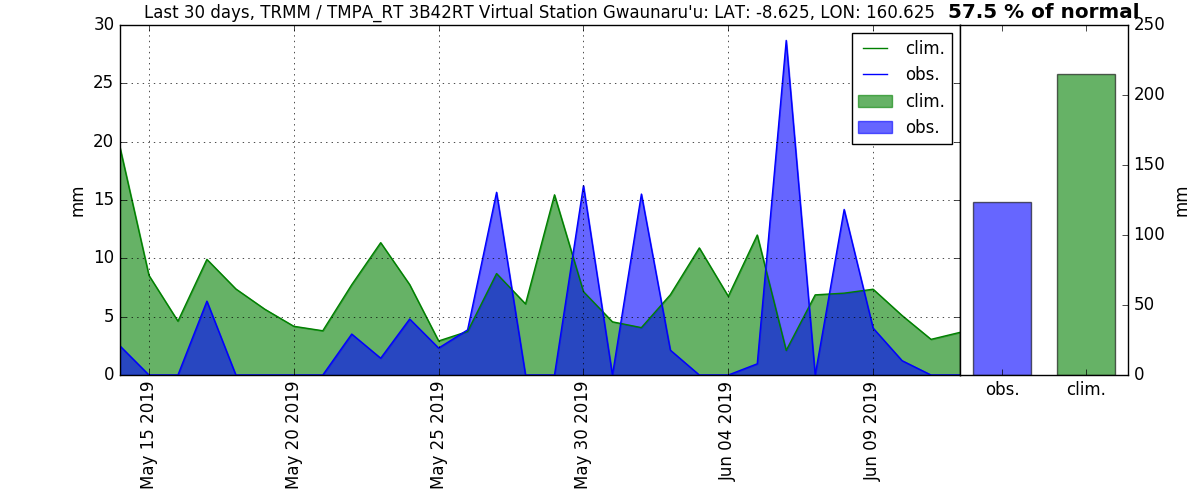 Last 30 days, TRMM / TMPA_RT 3B42RT Virtual Station Gwaunaru'u: LAT: -8.625, LON: 160.625
57.5 % of normal
30
25
20
15
10
5
0
mm
clim.
obs.
clim.
obs.
May 15 2019
May 20 2019
May 25 2019
May 30 2019
Jun 04 2019
Jun 09 2019
250
200
150
100
50
0
mm
obs.
clim.